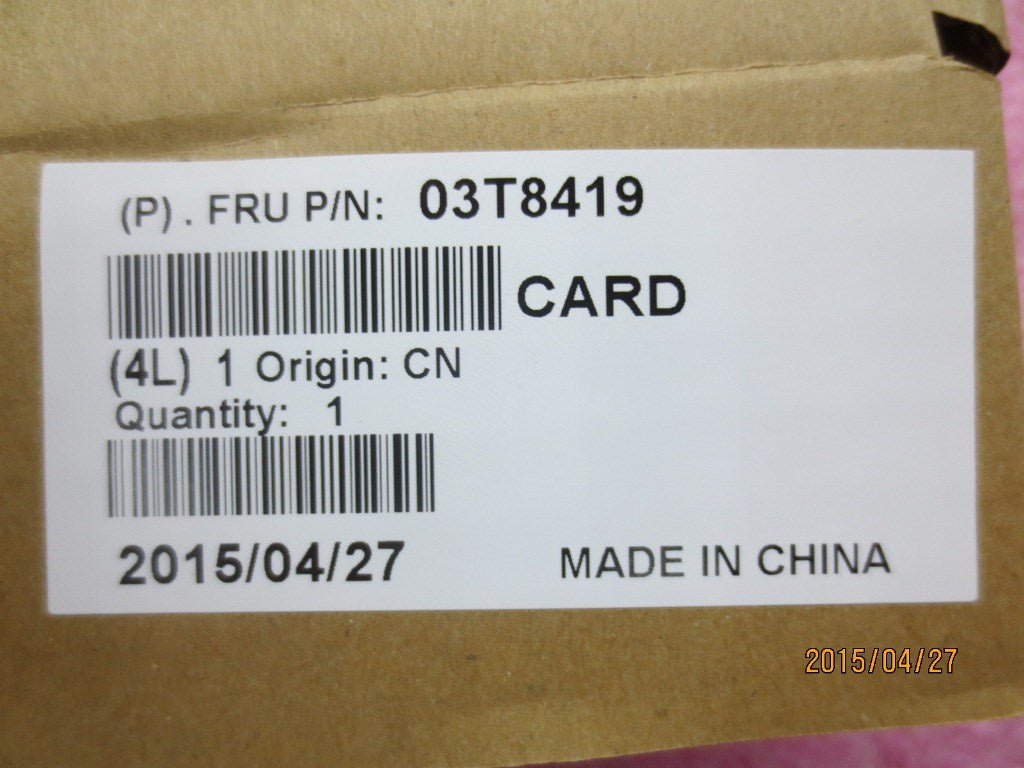 (P) . FRU P/N: 03T8419
CARD
(4L) 1 Origin: CN
Quantity: 1
2015/04/27
MADE IN CHINA
2015/04/27